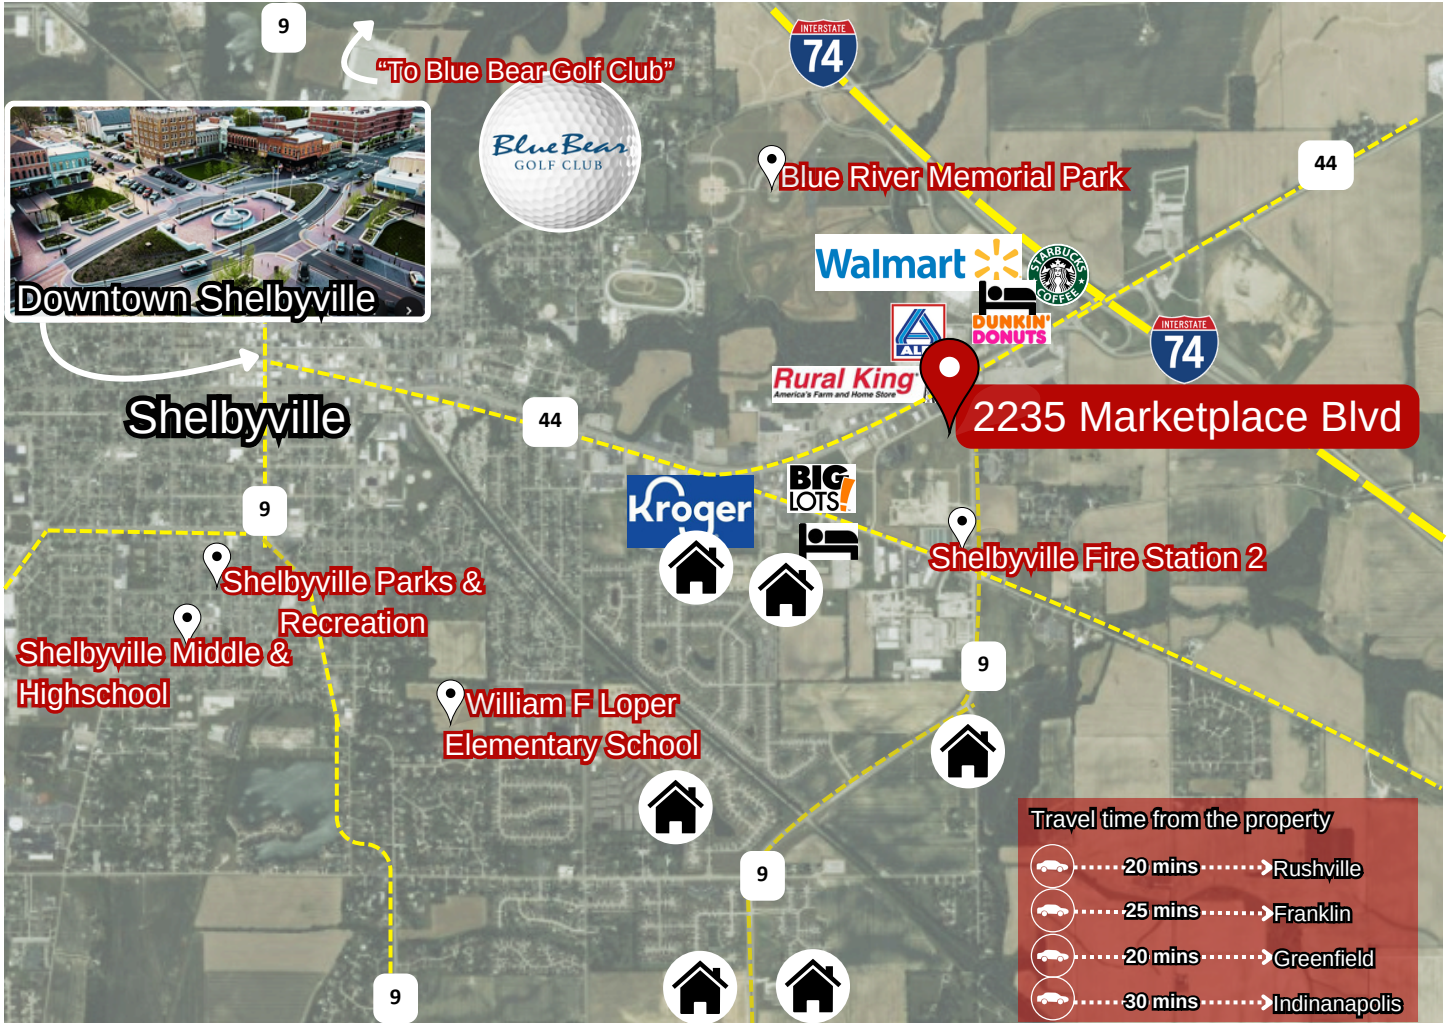 9
"To Blue Bear Golf Club"
INTERSTATE
74
BlueBear
GOLF CLUB
44
Blue River Memorial Park
Walmart
STARBUCKS
COFFEE
DUNKIN'
DONUTS
Downtown Shelbyville
INTERSTATE
74
Rural King
America's Farm and Home Store
2235 Marketplace Blvd
Shelbyville
44
BIG
LOTS!
Kroger
9
Shelbyville Fire Station 2
Shelbyville Parks &
Recreation
Shelbyville Middle &
Highschool
9
William F Loper
Elementary School
9
9
Travel time from the property
20 mins Rushville
25 mins Franklin
20 mins Greenfield
30 mins Indinanapolis